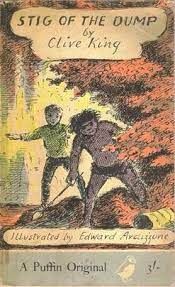 STIG OF THE DUMP
by
Clive King
Illustrated by Edward Ardizzone
A Puffin Original 3/-